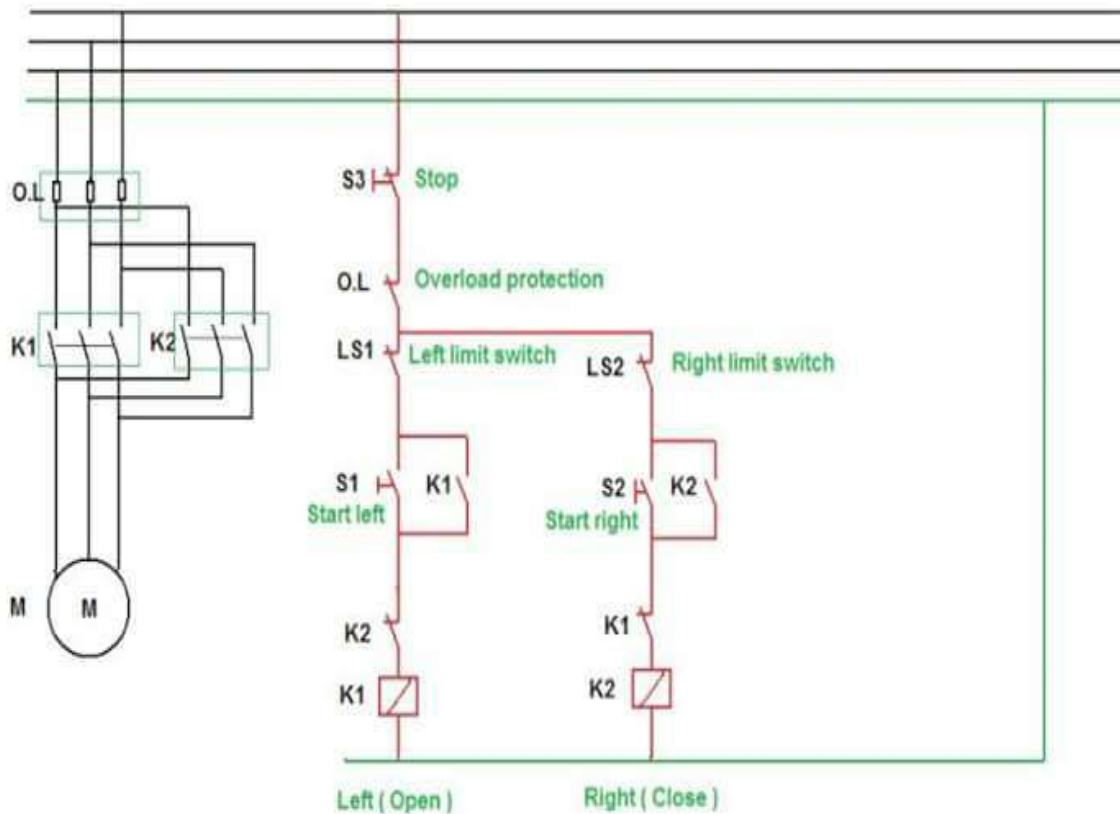 S3
Stop
O.L
O.L
Overload protection
K1
K2
LS1
Left limit switch
LS2
Right limit switch
S1
K1
S2
K2
Start left
Start right
M
M
K2
K1
K1
K2
Left ( Open )
Right ( Close )